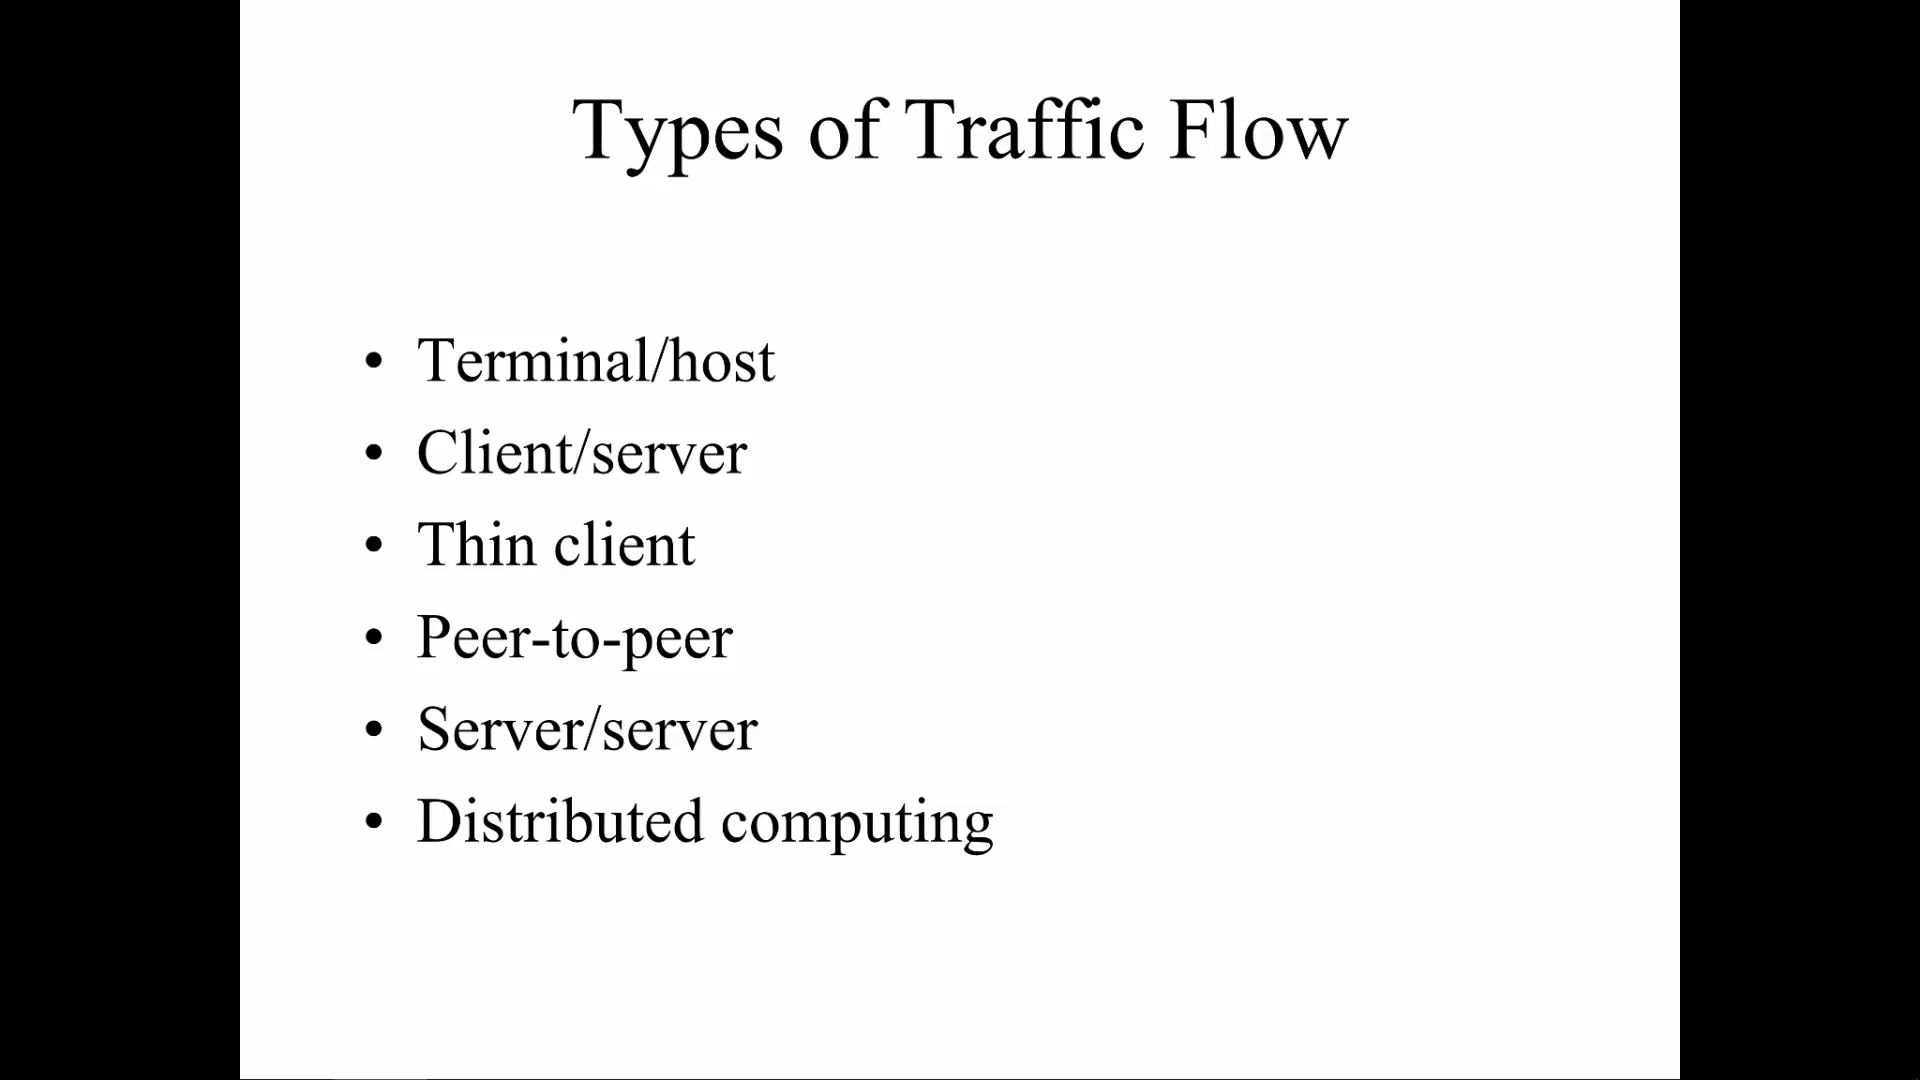 Types of Traffic Flow
• Terminal/host
• Client/server
• Thin client
• Peer-to-peer
• Server/server
• Distributed computing